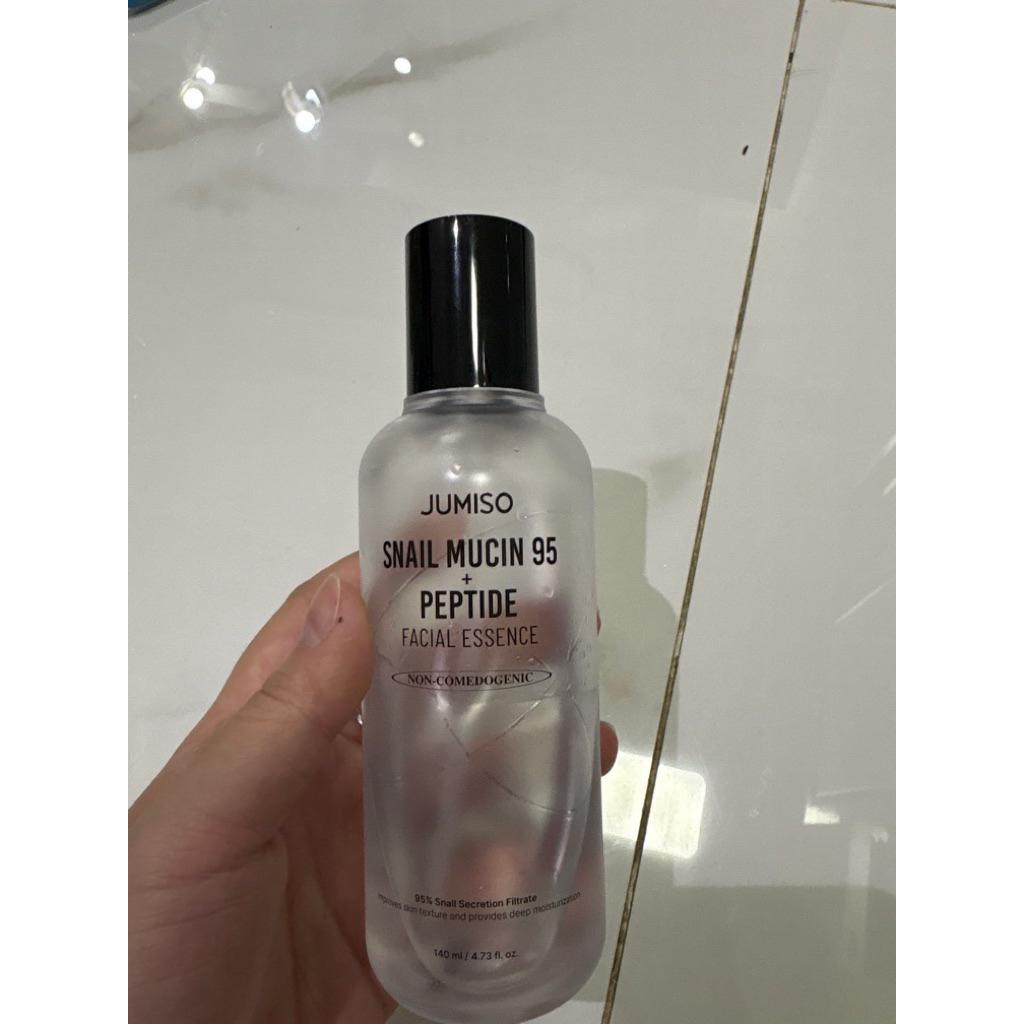 JUMISO
SNAIL MUCIN 95
+
PEPTIDE
FACIAL ESSENCE
NON-COMEDOGENIC
95% Snail Secretion Filtrate
improves skin texture and provides deep moisturization
140 ml / 4.73 fl. oz.